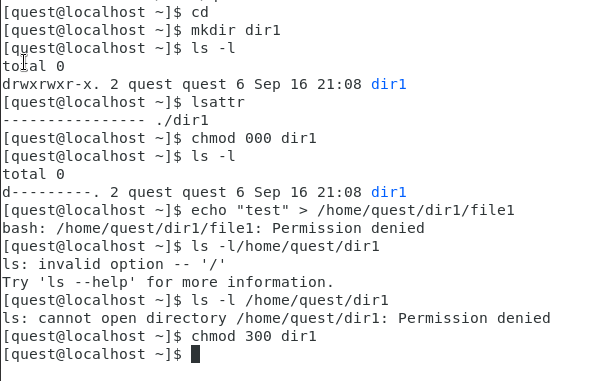 [quest@localhost ~]$ cd
[quest@localhost ~]$ mkdir dir1
[quest@localhost ~]$ ls -l
total 0
drwxrwxr-x. 2 quest quest 6 Sep 16 21:08 dir1
[quest@localhost ~]$ lsattr
---------------- ./dir1
[quest@localhost ~]$ chmod 000 dir1
[quest@localhost ~]$ ls -l
total 0
d---------. 2 quest quest 6 Sep 16 21:08 dir1
[quest@localhost ~]$ echo "test" > /home/quest/dir1/file1
bash: /home/quest/dir1/file1: Permission denied
[quest@localhost ~]$ ls -l/home/quest/dir1
ls: invalid option -- '/'
Try 'ls --help' for more information.
[quest@localhost ~]$ ls -l /home/quest/dir1
ls: cannot open directory /home/quest/dir1: Permission denied
[quest@localhost ~]$ chmod 300 dir1
[quest@localhost ~]$